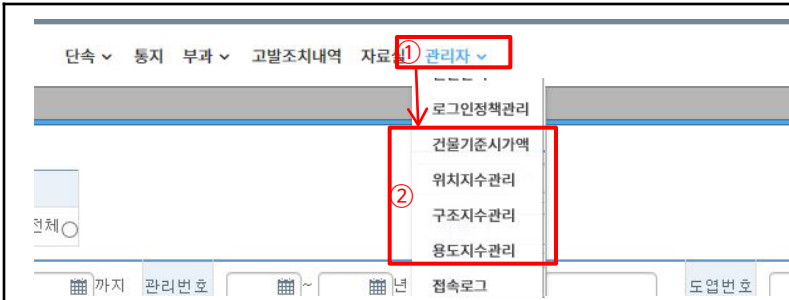 단속 통지 부과 고발조치내역 자료실 ① 관리자
로그인정책관리
건물기준시가액
위치지수관리
②
전체
구조지수관리
용도지수관리
까지 관리번호 ~ 년 접속로그 도엽번호